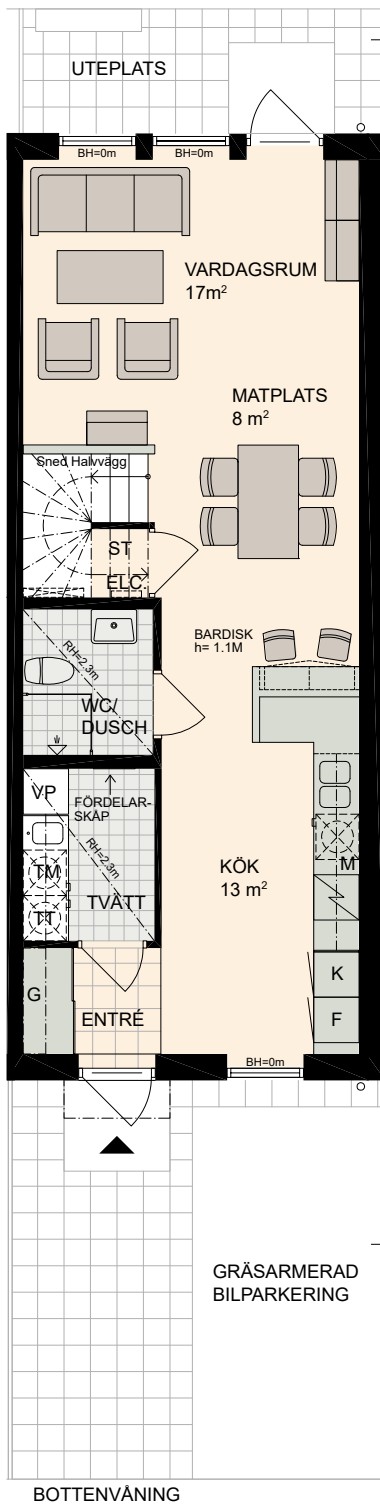 UTEPLATS
BH=0m
BH=0m
VARDAGSRUM
17m²
MATPLATS
8 m²
Sned Halvvägg
ST
ELC
RH=2.3m
BARDISK
h= 1.1M
WC/
DUSCH
VP
FÖRDELAR-
SKÅP
RH=2.3m
TM
TVÄTT
TT
KÖK
13 m²
M
K
G
ENTRÉ
F
BH=0m
GRÄSARMERAD
BILPARKERING
BOTTENVÅNING